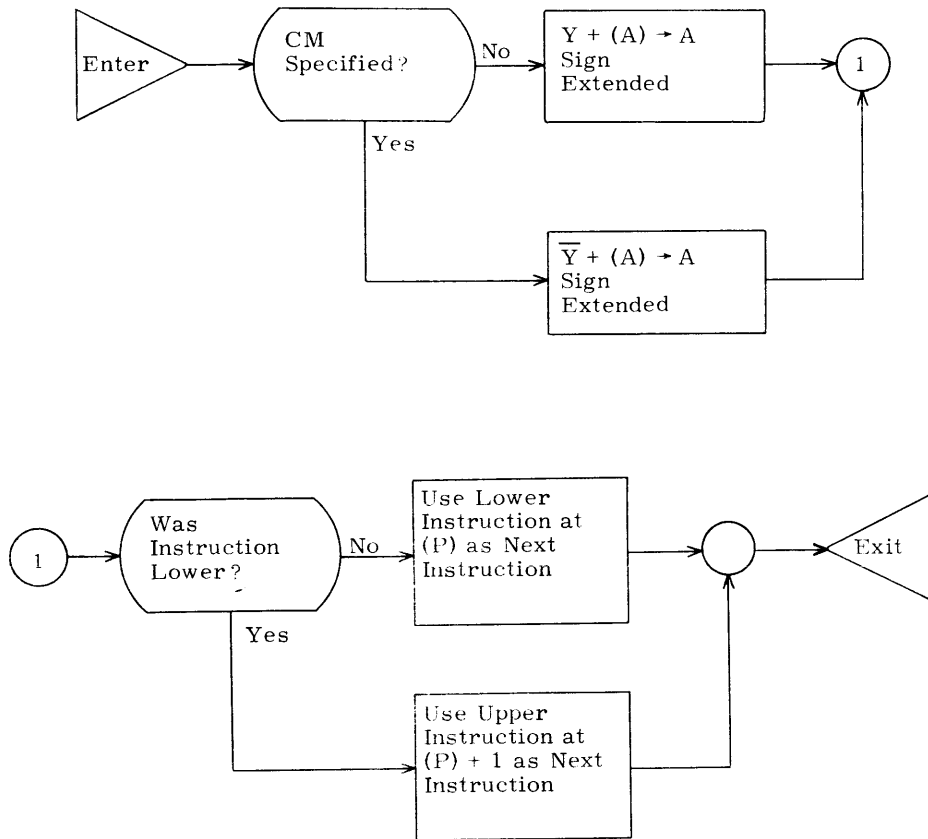 Enter
CM
Specified?
No
Y + (A) → A
Sign
Extended
1
Yes
Y̅ + (A) → A
Sign
Extended
1
Was
Instruction
Lower?
No
Use Lower
Instruction at
(P) as Next
Instruction
Exit
Yes
Use Upper
Instruction at
(P) + 1 as Next
Instruction